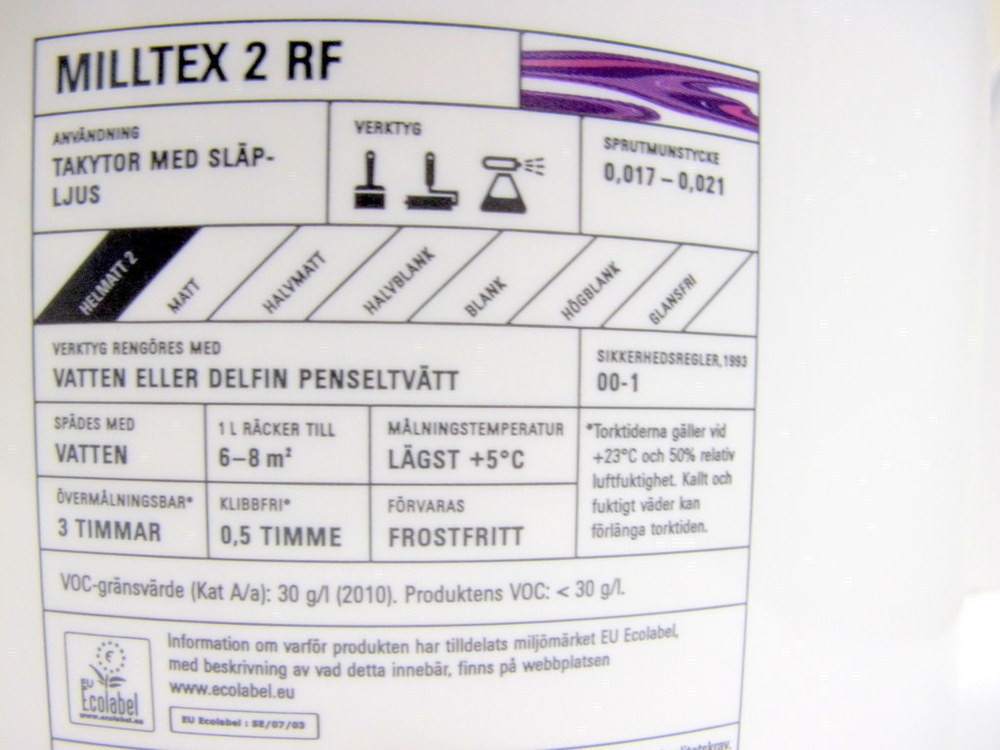 MILLTEX 2 RF
ANVÄNDNING
TAKYTOR MED SLÄP-
LJUS
VERKTYG
SPRUTMUNSTYCKE
0,017 – 0,021
HELMATT 2
MATT
HALVMATT
HALVBLANK
BLANK
HÖGBLANK
GLANSFRI
VERKTYG RENGÖRES MED
VATTEN ELLER DELFIN PENSELTVÄTT
SIKKERHEDSREGLER, 1993
00-1
SPÄDES MED
VATTEN
1 L RÄCKER TILL
6–8 m²
MÅLNINGSTEMPERATUR
LÄGST +5°C
*Torktiderna gäller vid
+23°C och 50% relativ
luftfuktighet. Kallt och
fuktigt väder kan
förlänga torktiden.
ÖVERMÅLNINGSBAR*
3 TIMMAR
KLIBBFRI*
0,5 TIMME
FÖRVARAS
FROSTFRITT
VOC-gränsvärde (Kat A/a): 30 g/l (2010). Produktens VOC: < 30 g/l.
EU
Ecolabel
www.ecolabel.eu
Information om varför produkten har tilldelats miljömärket EU Ecolabel,
med beskrivning av vad detta innebär, finns på webbplatsen
www.ecolabel.eu
EU Ecolabel : SE/07/03